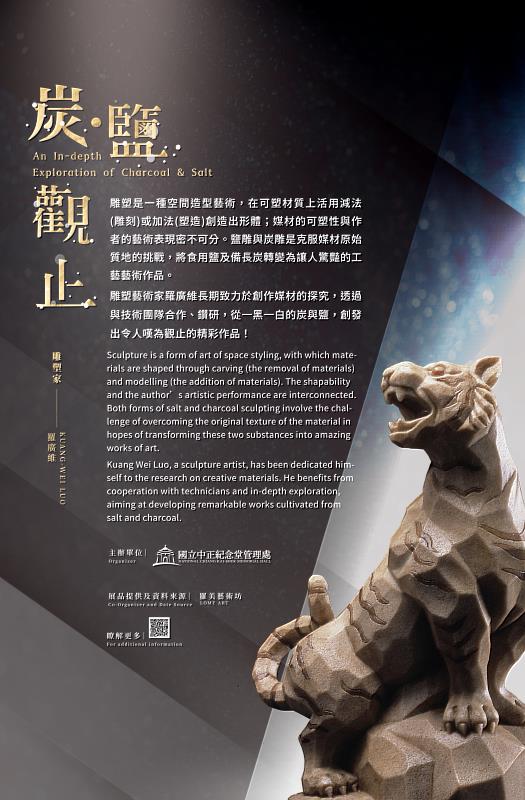 炭·鹽
An In-depth
Exploration of Charcoal & Salt
觀
止
雕塑是一種空間造型藝術，在可塑材質上活用減法
(雕刻)或加法(塑造)創造出形體；媒材的可塑性與作
者的藝術表現密不可分。鹽雕與炭雕是克服媒材原始
質地的挑戰，將食用鹽及備長炭轉變為讓人驚豔的工
藝藝術作品。
雕塑藝術家羅廣維長期致力於創作媒材的探究，透過
與技術團隊合作、鑽研，從一黑一白的炭與鹽，創發
出令人嘆為觀止的精彩作品！
雕塑家
羅廣維
KUANG-WEI LUO
Sculpture is a form of art of space styling, with which mate-
rials are shaped through carving (the removal of materials)
and modelling (the addition of materials). The shapability
and the author’s artistic performance are interconnected.
Both forms of salt and charcoal sculpting involve the chal-
lenge of overcoming the original texture of the material in
hopes of transforming these two substances into amazing
works of art.
Kuang Wei Luo, a sculpture artist, has been dedicated him-
self to the research on creative materials. He benefits from
cooperation with technicians and in-depth exploration,
aiming at developing remarkable works cultivated from
salt and charcoal.
主辦單位|
Organizer
國立中正紀念堂管理處
NATIONAL CHIANG KAI-SHEK MEMORIAL HALL
展品提供及資料來源|
Co-Organizer and Date Source
羅美藝術坊
LOMY ART
瞭解更多|
For additional information